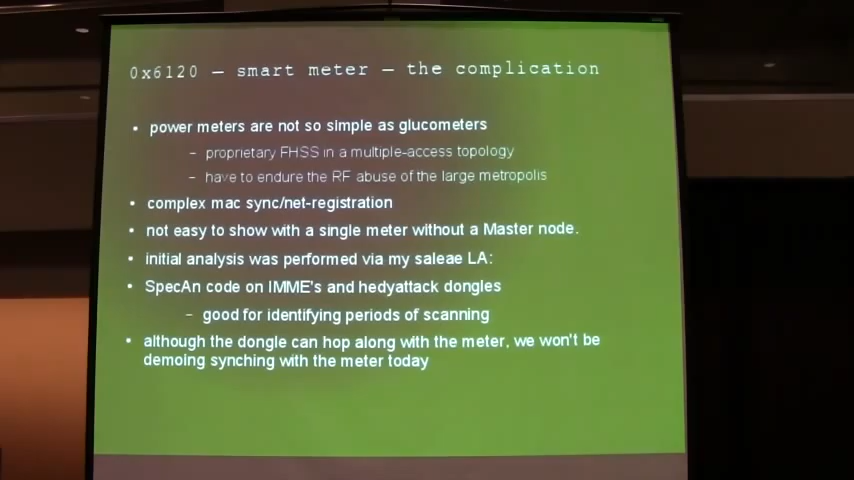 0x6120 – smart meter – the complication
• power meters are not so simple as glucometers
– proprietary FHSS in a multiple-access topology
– have to endure the RF abuse of the large metropolis
• complex mac sync/net-registration
• not easy to show with a single meter without a Master node.
• initial analysis was performed via my saleae LA:
• SpecAn code on IMME's and hedyattack dongles
– good for identifying periods of scanning
• although the dongle can hop along with the meter, we won't be
demoing synching with the meter today